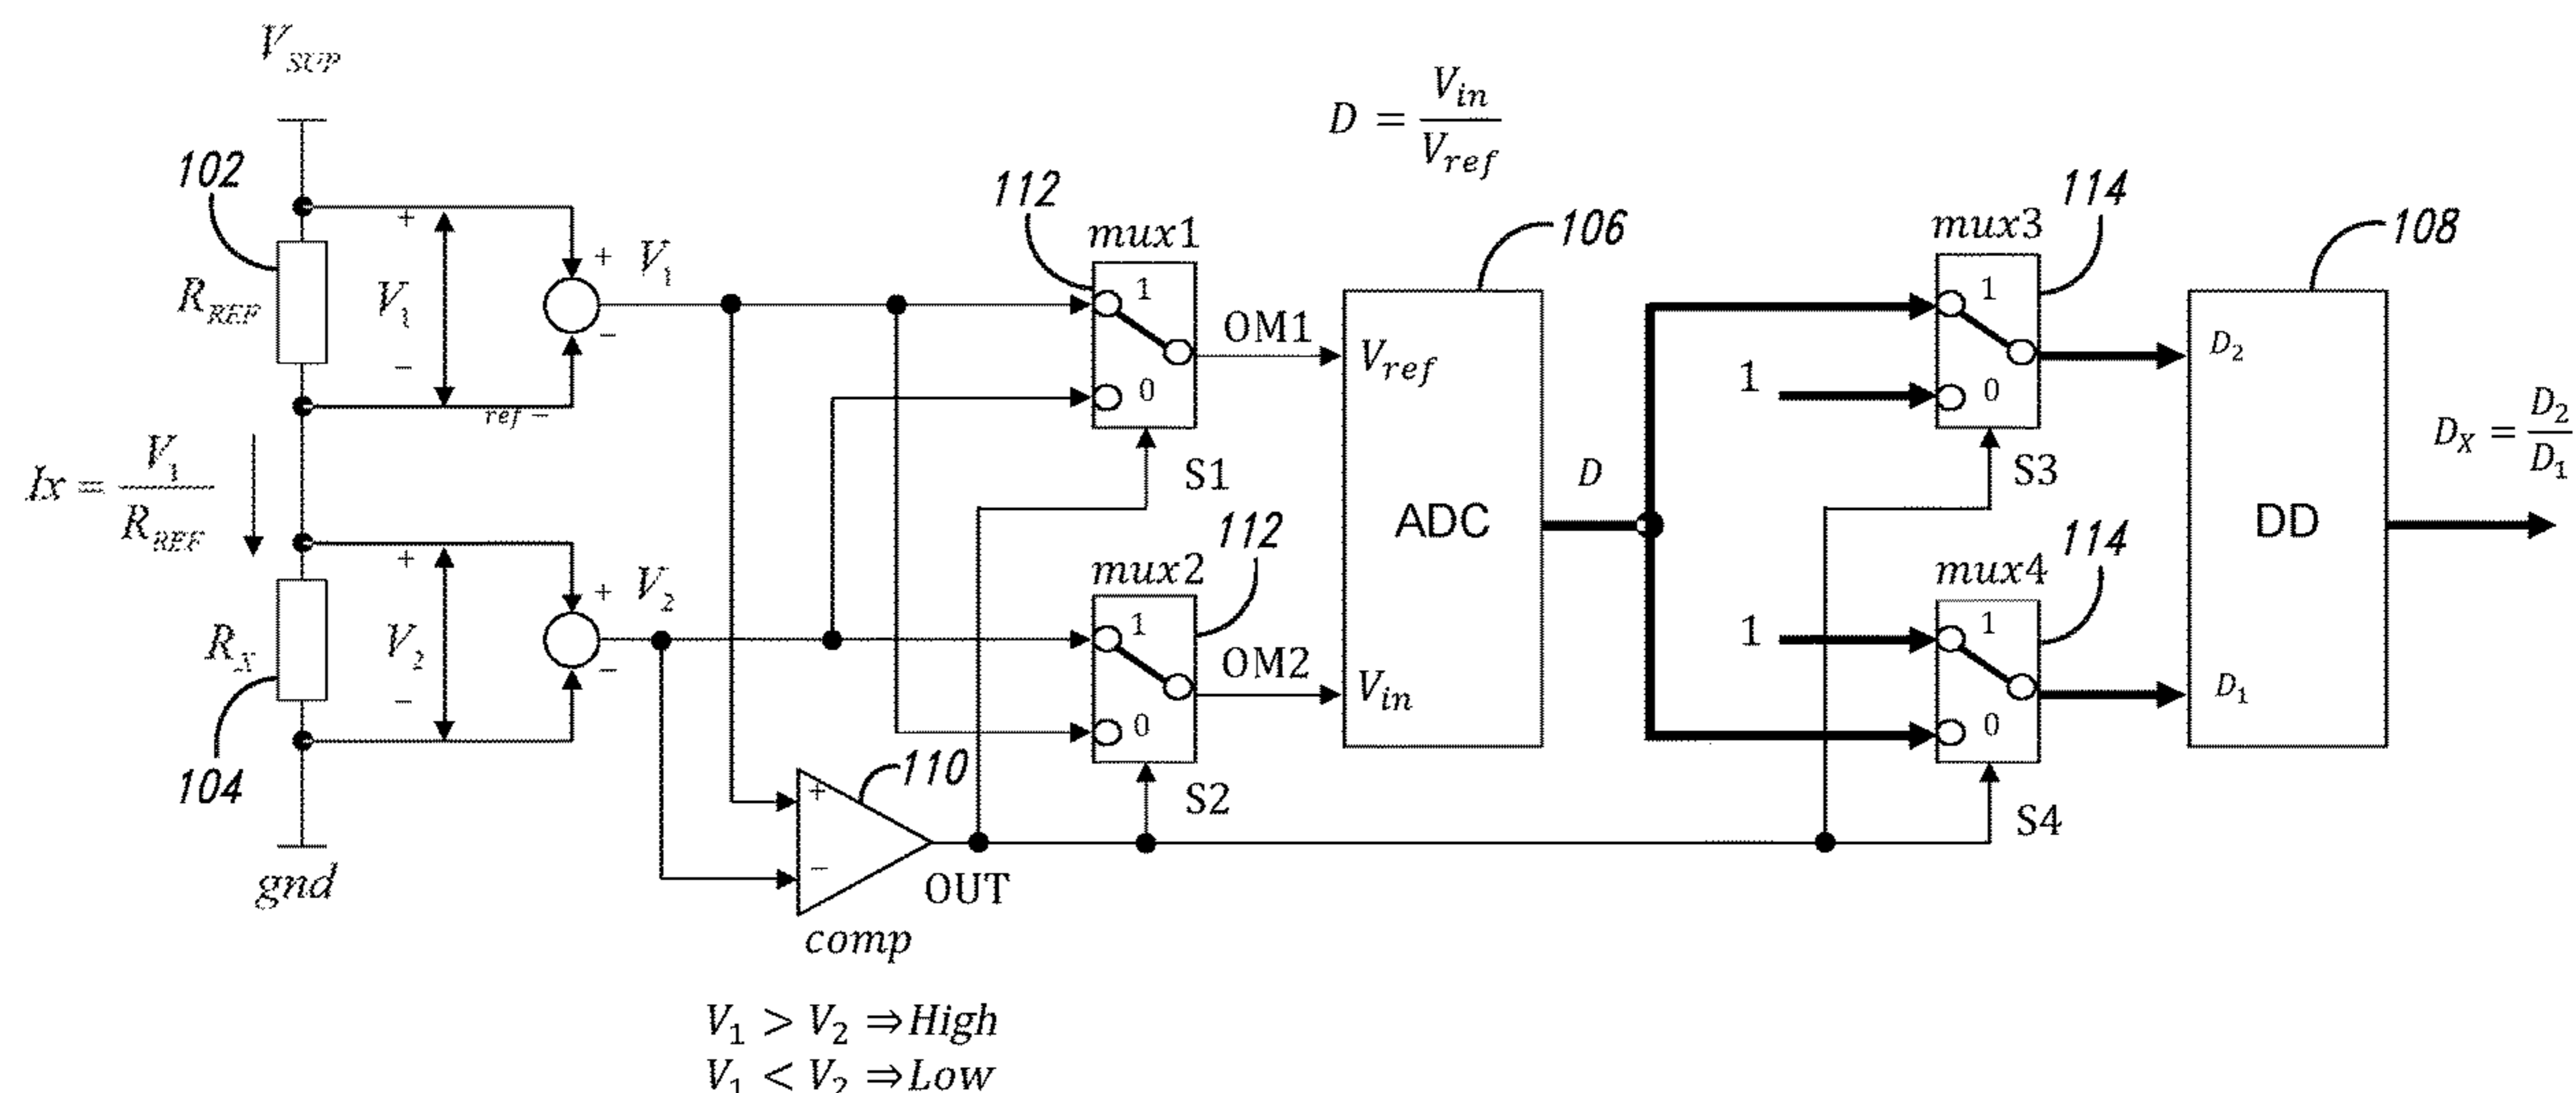 V_SUP
102
R_REF
+
V_1
−
+
V_1
−
ref −
Ix = V_1 / R_REF
104
R_X
+
V_2
−
+
V_2
−
gnd
110
+
−
OUT
comp
V_1 > V_2 ⇒ High
V_1 < V_2 ⇒ Low
112
mux1
1
0
S1
OM1
112
mux2
1
0
S2
OM2
D = V_in / V_ref
106
V_ref
ADC
V_in
D
114
mux3
1
1
0
S3
114
mux4
1
1
0
S4
108
D_2
DD
D_1
D_X = D_2 / D_1